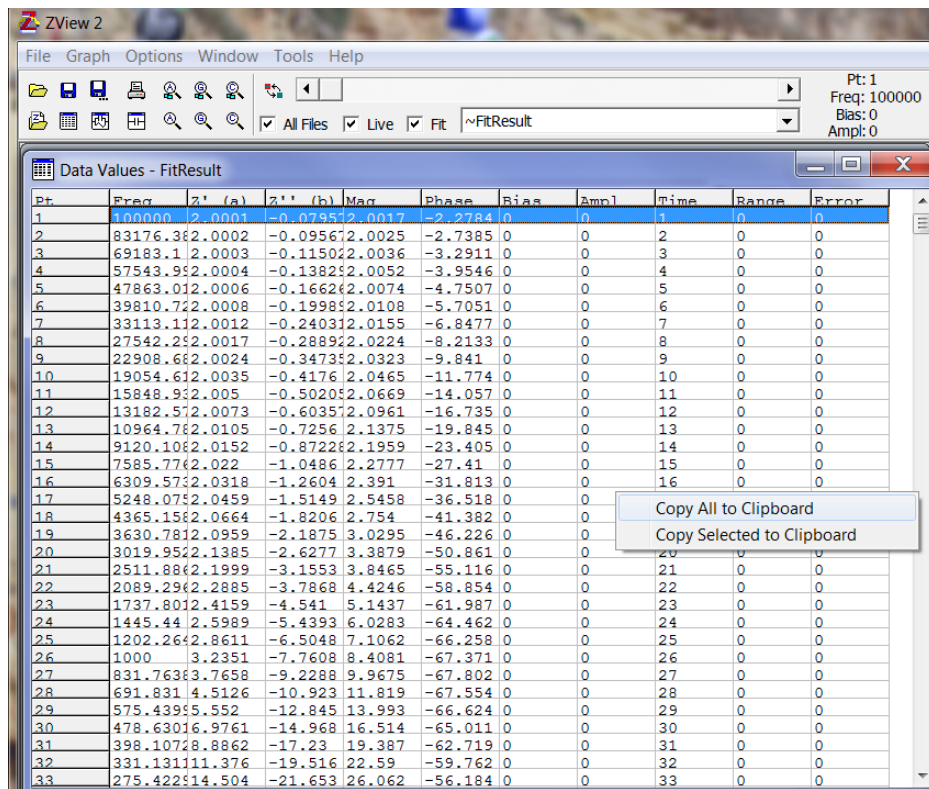 ZView 2
File Graph Options Window Tools Help
Pt: 1
Freq: 100000
Bias: 0
Ampl: 0
All Files Live Fit ~FitResult
Data Values - FitResult
Pt. Freq Z' (a) Z'' (b) Mag Phase Bias Ampl Time Range Error
1 100000 2.0001 -0.07957 2.0017 -2.2784 0 0 1 0 0
2 83176.38 2.0002 -0.0956 2.0025 -2.7385 0 0 2 0 0
3 69183.1 2.0003 -0.11502 2.0036 -3.2911 0 0 3 0 0
4 57543.99 2.0004 -0.13829 2.0052 -3.9546 0 0 4 0 0
5 47863.01 2.0006 -0.16626 2.0074 -4.7507 0 0 5 0 0
6 39810.72 2.0008 -0.19989 2.0108 -5.7051 0 0 6 0 0
7 33113.11 2.0012 -0.24031 2.0155 -6.8477 0 0 7 0 0
8 27542.29 2.0017 -0.28892 2.0224 -8.2133 0 0 8 0 0
9 22908.68 2.0024 -0.34735 2.0323 -9.841 0 0 9 0 0
10 19054.61 2.0035 -0.4176 2.0465 -11.774 0 0 10 0 0
11 15848.93 2.005 -0.50205 2.0669 -14.057 0 0 11 0 0
12 13182.57 2.0073 -0.60357 2.0961 -16.735 0 0 12 0 0
13 10964.78 2.0105 -0.7256 2.1375 -19.845 0 0 13 0 0
14 9120.108 2.0152 -0.87228 2.1959 -23.405 0 0 14 0 0
15 7585.776 2.022 -1.0486 2.2777 -27.41 0 0 15 0 0
16 6309.573 2.0318 -1.2604 2.391 -31.813 0 0 16 0 0
17 5248.075 2.0459 -1.5149 2.5458 -36.518 0 Copy All to Clipboard
18 4365.158 2.0664 -1.8206 2.754 -41.382 0
19 3630.781 2.0959 -2.1875 3.0295 -46.226 0 Copy Selected to Clipboard
20 3019.952 2.1385 -2.6277 3.3879 -50.861 0 0 20 0 0
21 2511.886 2.1999 -3.1553 3.8465 -55.116 0 0 21 0 0
22 2089.296 2.2885 -3.7868 4.4246 -58.854 0 0 22 0 0
23 1737.801 2.4159 -4.541 5.1437 -61.987 0 0 23 0 0
24 1445.44 2.5989 -5.4393 6.0283 -64.462 0 0 24 0 0
25 1202.264 2.8611 -6.5048 7.1062 -66.258 0 0 25 0 0
26 1000 3.2351 -7.7608 8.4081 -67.371 0 0 26 0 0
27 831.7638 3.7658 -9.2288 9.9675 -67.802 0 0 27 0 0
28 691.831 4.5126 -10.923 11.819 -67.554 0 0 28 0 0
29 575.4399 5.552 -12.845 13.993 -66.624 0 0 29 0 0
30 478.6301 6.9761 -14.968 16.514 -65.011 0 0 30 0 0
31 398.1072 8.8862 -17.23 19.387 -62.719 0 0 31 0 0
32 331.1311 11.376 -19.516 22.59 -59.762 0 0 32 0 0
33 275.4229 14.504 -21.653 26.062 -56.184 0 0 33 0 0